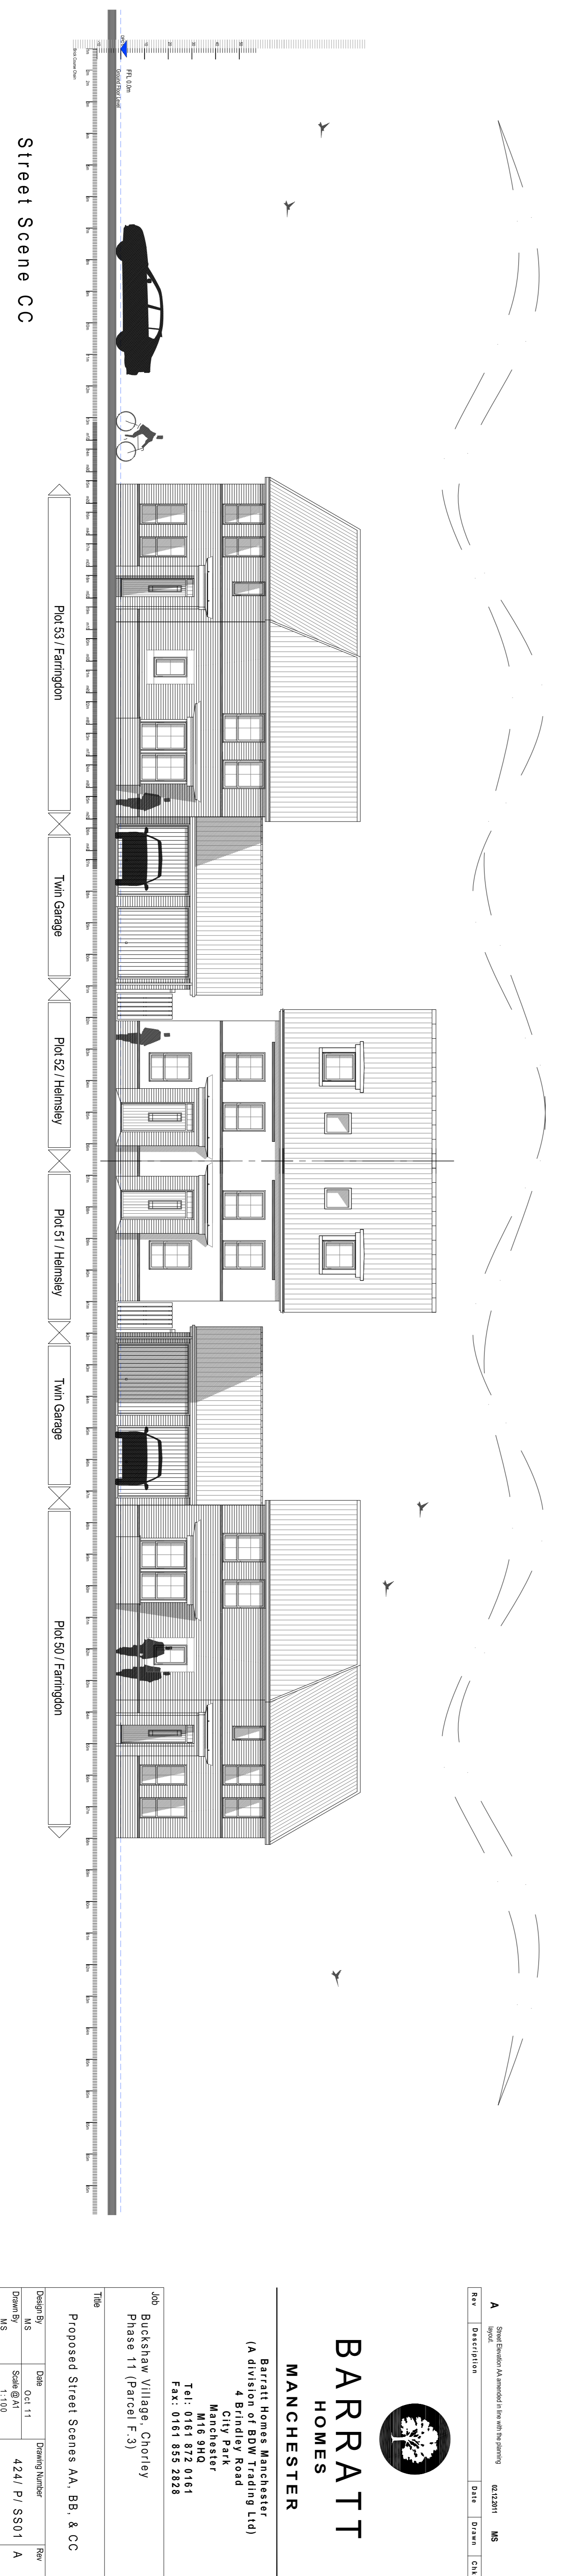 FFL 0.0m
Ground Floor Level
Street Scene CC
Plot 53 / Farringdon
Twin Garage
Plot 52 / Helmsley
Plot 51 / Helmsley
Twin Garage
Plot 50 / Farringdon
A Street Elevation AA amended in line with the planning layout. 02.12.2011 MS
Rev Description Date Drawn Chk
BARRATT
HOMES
MANCHESTER
Barratt Homes Manchester
(A division of BDW Trading Ltd)
4 Brindley Road
City Park
Manchester
M16 9HQ
Tel: 0161 872 0161
Fax: 0161 855 2828
Job
Buckshaw Village, Chorley
Phase 11 (Parcel F.3)
Title
Proposed Street Scenes AA, BB, & CC
Design By Date Drawing Number Rev
MS Oct 11
424/ P/ SS01 A
Drawn By Scale @ A1
MS 1:100